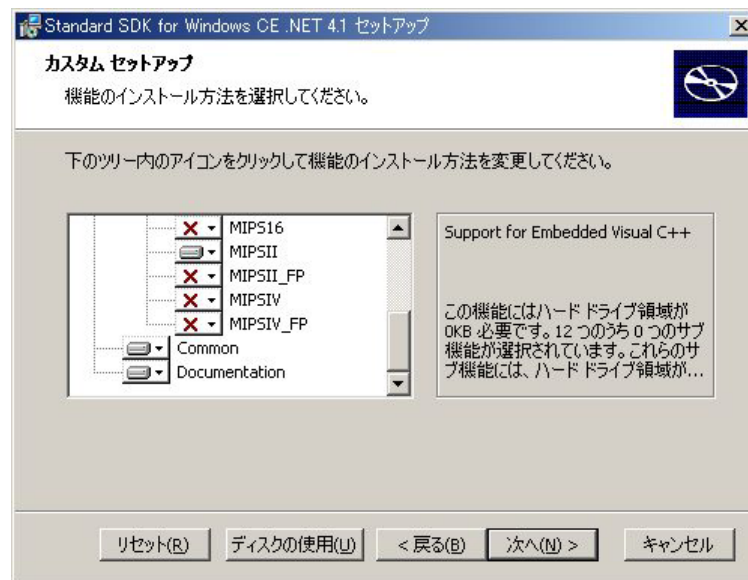 Standard SDK for Windows CE .NET 4.1 セットアップ
カスタム セットアップ
機能のインストール方法を選択してください。
下のツリー内のアイコンをクリックして機能のインストール方法を変更してください。
MIPS16
MIPSII
MIPSII_FP
MIPSIV
MIPSIV_FP
Common
Documentation
Support for Embedded Visual C++
この機能にはハード ドライブ領域が
0KB 必要です。12 つのうち 0 つのサブ
機能が選択されています。これらのサ
ブ機能には、ハード ドライブ領域が...
リセット(R)
ディスクの使用(U)
< 戻る(B)
次へ(N) >
キャンセル